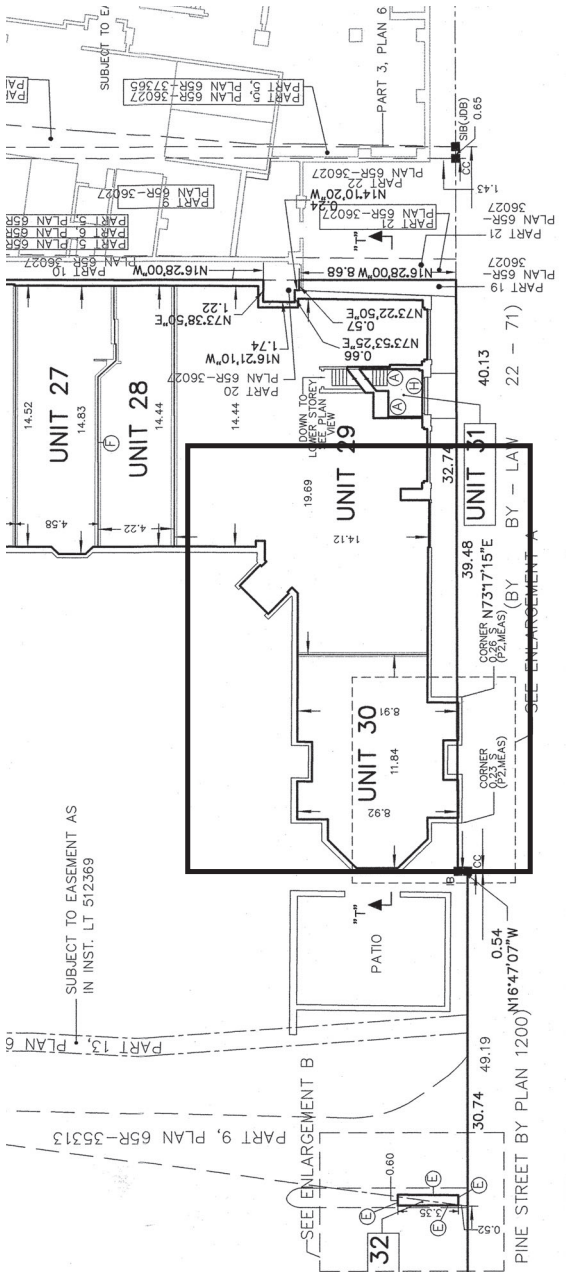 SUBJECT TO EA
PART 3, PLAN 6
PART 5, PLAN 65R-36027
PART 5, PLAN 65R-37365
PAR
PAR
SIB(JDB)
0.65
CC
PART 22
PLAN 65R-36027
N14°10'20"W
0.24
PART 9
PLAN 65R-36027
PART 21
PLAN 65R-36027
1.43
PART 21
PLAN 65R-
36027
PART 5, PLAN 65R
PART 6, PLAN 65R
PART 5, PLAN 65R
"T"
PART 10
PLAN 65R-36027
N16°28'00"W
N16°28'00"W 8.68
PART 19
PLAN 65R-
36027
N73°38'50"E
1.22
N73°22'50"E
0.57
N73°53'25"E
0.66
1.74
N16°21'10"W
PART 20
PLAN 65R-36027
14.52
UNIT 27
14.83
UNIT 28
14.44
14.44
F
4.58
4.22
DOWN TO
LOWER STOREY
SEE PLAN
VIEW
A
A
H
UNIT 29
19.69
14.12
UNIT 31
22 - 71)
40.13
32.74
39.48
N73°17'15"E
(BY BY - LAW
SEE ENLARGEMENT A
CORNER
0.26 S
(P2,MEAS)
CORNER
0.23 S
(P2,MEAS)
8.91
UNIT 30
11.84
8.92
IB
CC
SUBJECT TO EASEMENT AS
IN INST. LT 512369
"T"
PATIO
0.54
N16°47'07"W
PART 13, PLAN 6
49.19
30.74
PART 9, PLAN 65R-35313
SEE ENLARGEMENT B
PINE STREET BY PLAN 1200)
0.60
E
E
E
E
3.35
0.52
32